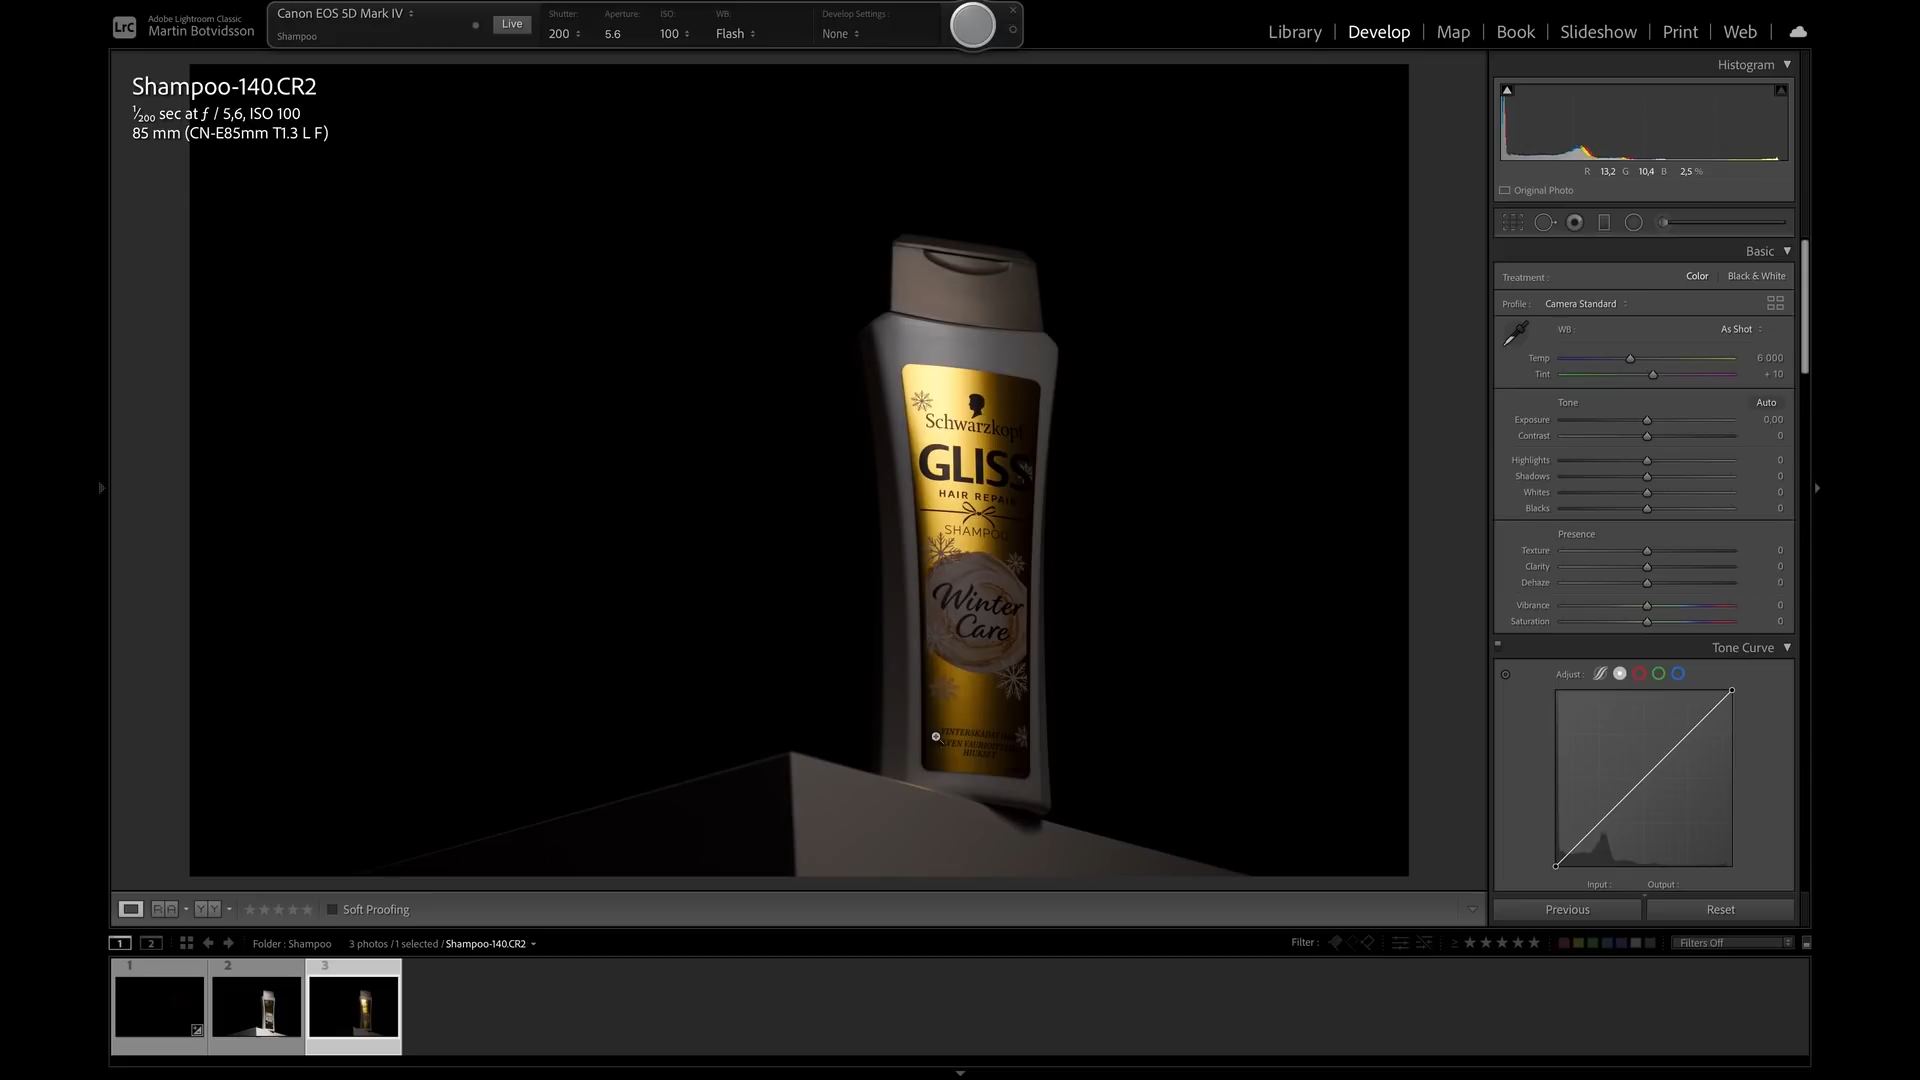 LrC
Adobe Lightroom Classic
Martin Botvidsson
Canon EOS 5D Mark IV
Shampoo
Live
Shutter: Aperture: ISO: WB: Develop Settings :
200 5.6 100 Flash None
Library | Develop | Map | Book | Slideshow | Print | Web
Shampoo-140.CR2
1/200 sec at ƒ / 5,6, ISO 100
85 mm (CN-E85mm T1.3 L F)
Histogram
R 13,2 G 10,4 B 2,5 %
Original Photo
Basic
Treatment : Color | Black & White
Profile : Camera Standard
WB : As Shot
Temp 6 000
Tint + 10
Tone Auto
Exposure 0,00
Contrast 0
Highlights 0
Shadows 0
Whites 0
Blacks 0
Presence
Texture 0
Clarity 0
Dehaze 0
Vibrance 0
Saturation 0
Tone Curve
Adjust :
Input : Output :
Previous Reset
Schwarzkopf
GLISS
HAIR REPAIR
SHAMPOO
Winter
Care
HIUKSET
RA YY Soft Proofing
1 2 Folder : Shampoo 3 photos / 1 selected / Shampoo-140.CR2
Filter : Filters Off
1 2 3